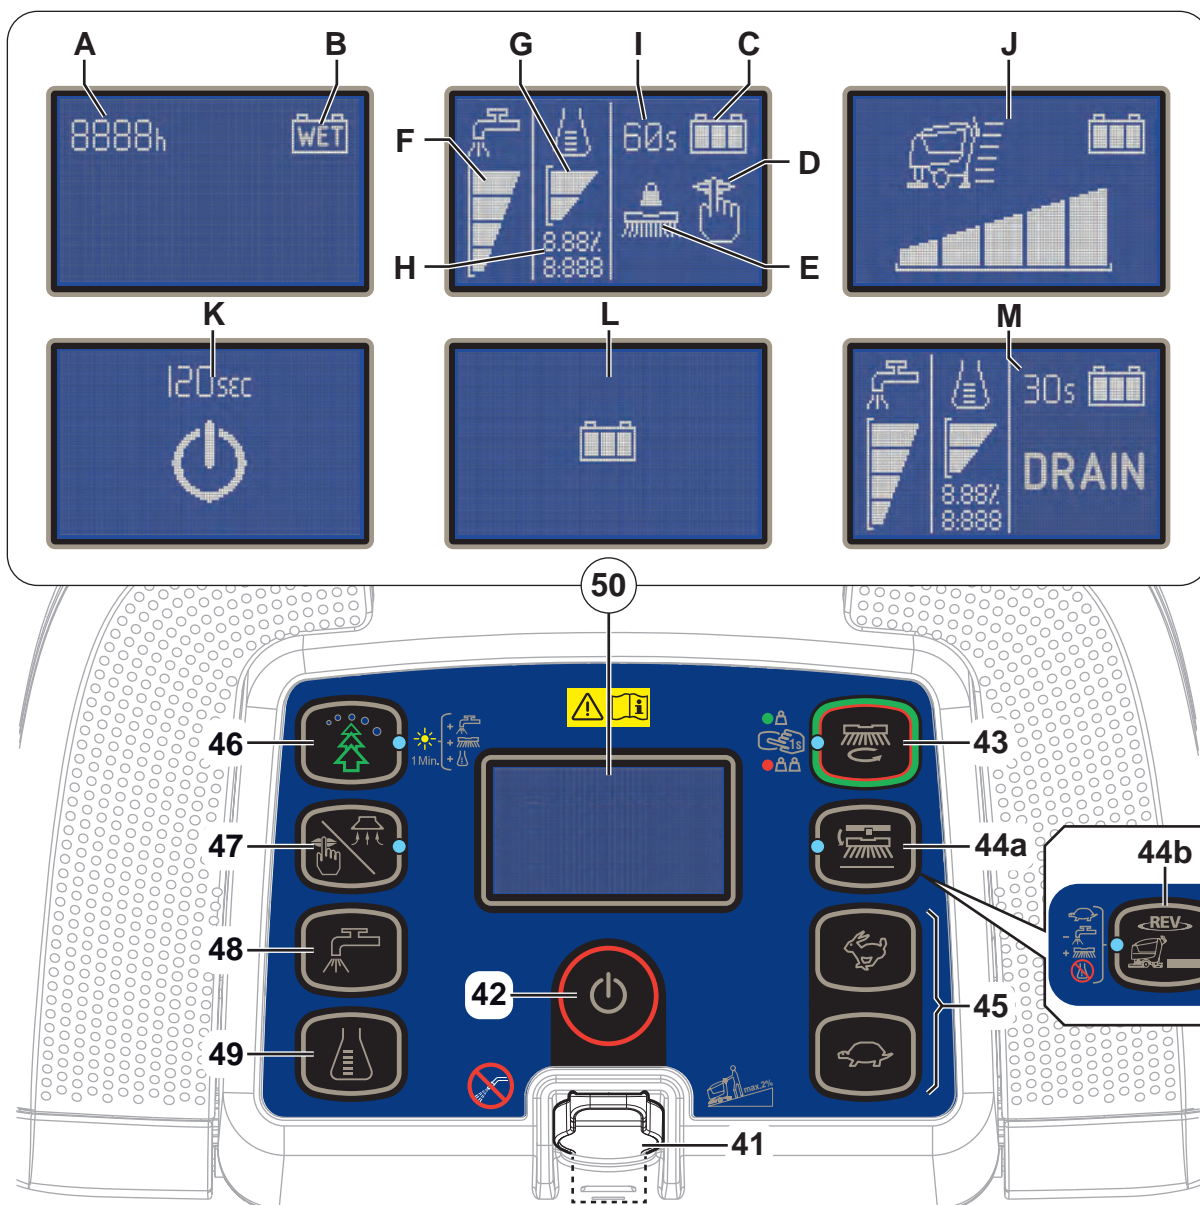 A B G I C J
8888h WET 60s
F D
H 8.88% E
8:888
K L M
120sec 30s
DRAIN
8.88%
8:888
50
46 1 Min. + + + 1s 43
47 44a 44b
REV
- +
48 42 45
49 max.2%
41